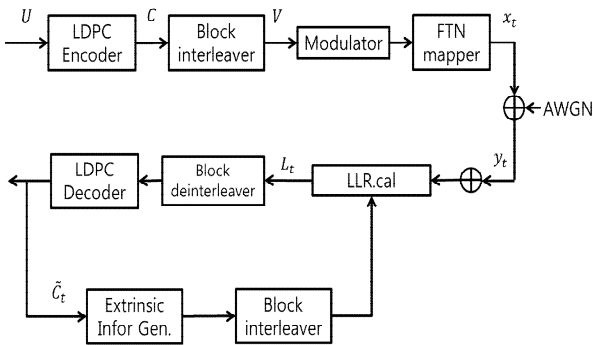 U
LDPC
Encoder
C
Block
interleaver
V
Modulator
FTN
mapper
x_t
AWGN
y_t
LLR.cal
L_t
Block
deinterleaver
LDPC
Decoder
C̃_t
Extrinsic
Infor Gen.
Block
interleaver